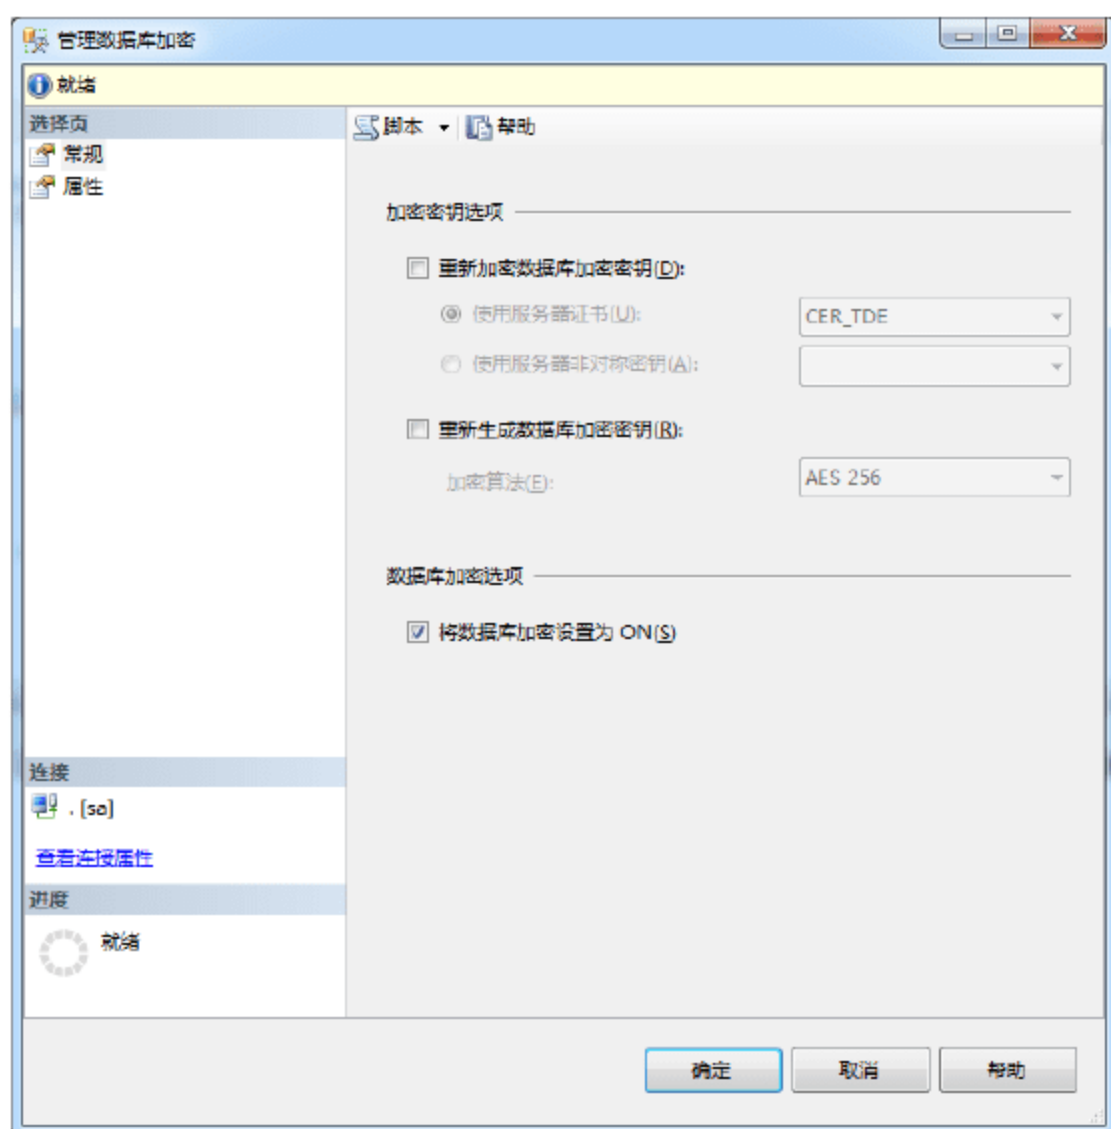 管理数据库加密
就绪
选择页
常规
属性
脚本 帮助
加密密钥选项
重新加密数据库加密密钥(D):
使用服务器证书(U):
CER_TDE
使用服务器非对称密钥(A):
重新生成数据库加密密钥(R):
加密算法(E):
AES 256
数据库加密选项
将数据库加密设置为 ON(S)
连接
. [sa]
查看连接属性
进度
就绪
确定 取消 帮助